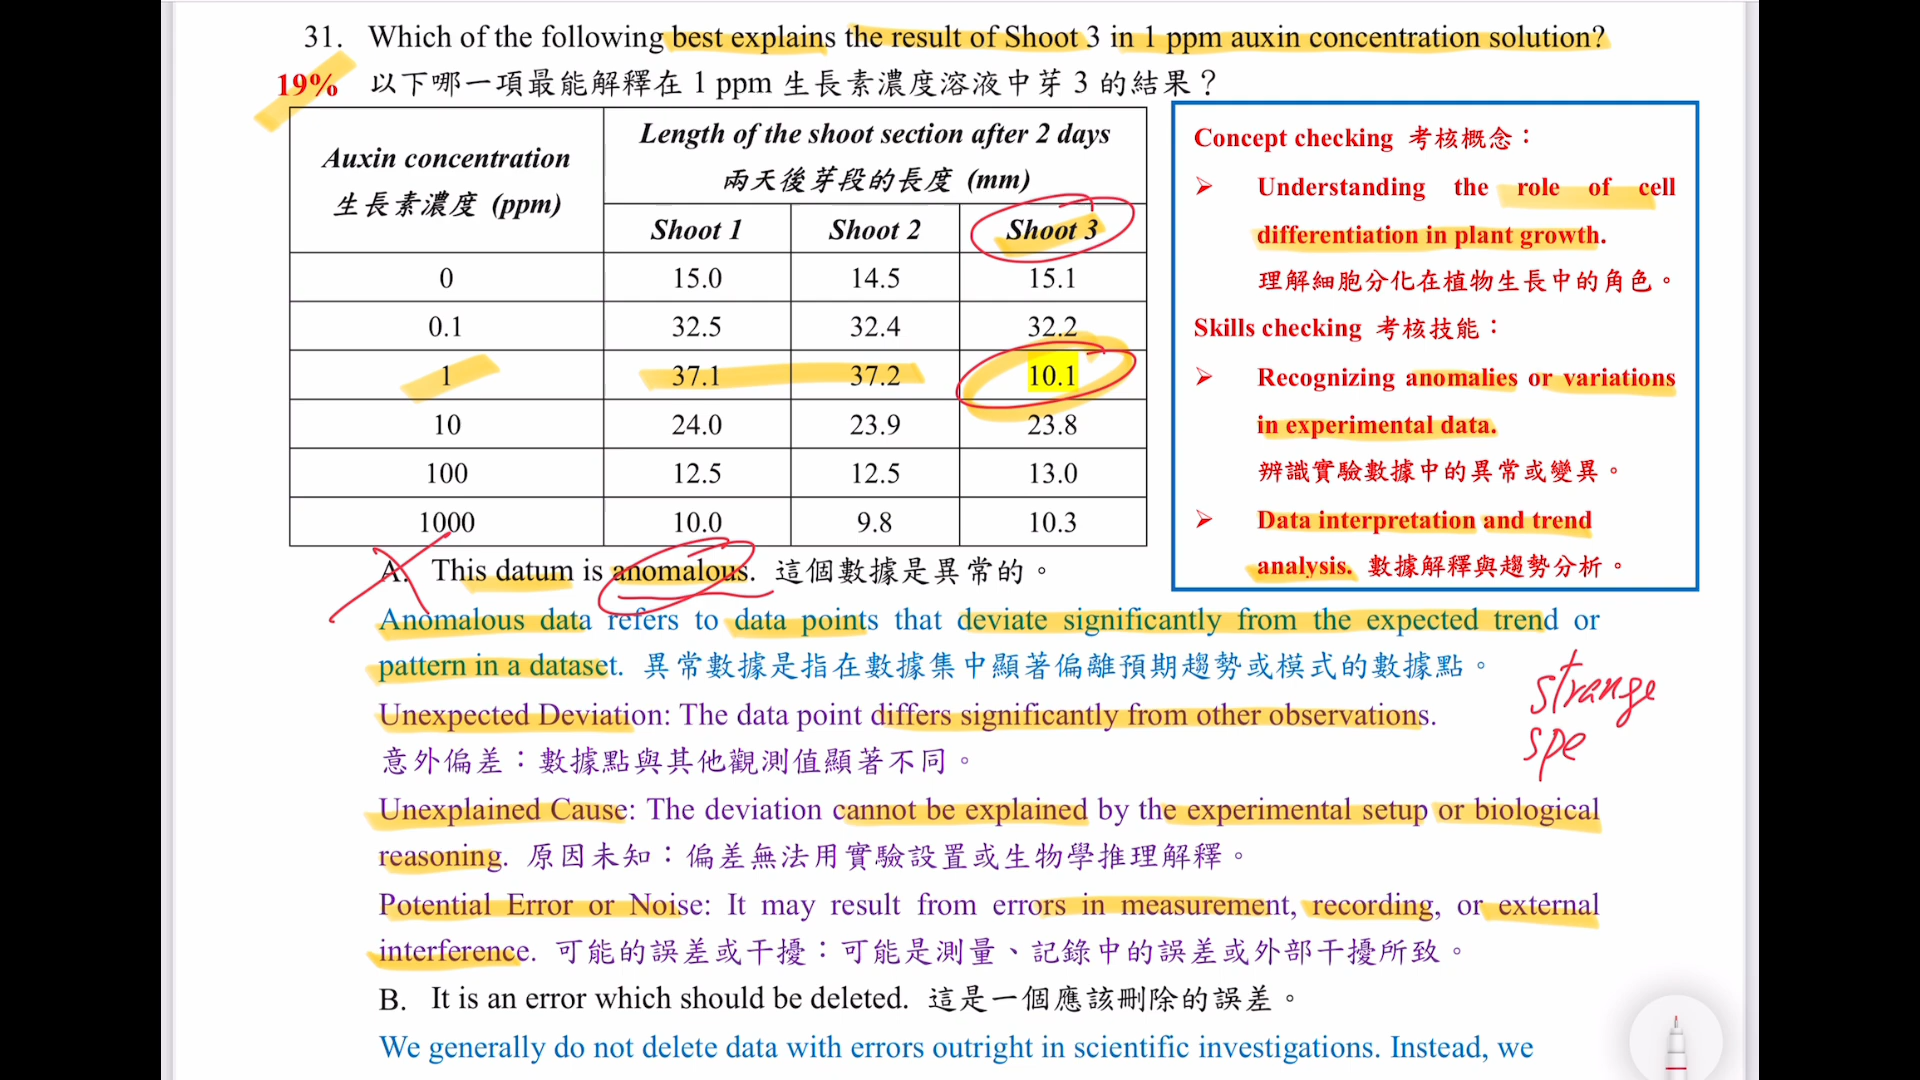 31. Which of the following best explains the result of Shoot 3 in 1 ppm auxin concentration solution?
19% 以下哪一項最能解釋在 1 ppm 生長素濃度溶液中芽 3 的結果？
Auxin concentration
生長素濃度 (ppm)
Length of the shoot section after 2 days
兩天後芽段的長度 (mm)
Shoot 1 Shoot 2 Shoot 3
0 15.0 14.5 15.1
0.1 32.5 32.4 32.2
1 37.1 37.2 10.1
10 24.0 23.9 23.8
100 12.5 12.5 13.0
1000 10.0 9.8 10.3
Concept checking 考核概念：
➢ Understanding the role of cell
differentiation in plant growth.
理解細胞分化在植物生長中的角色。
Skills checking 考核技能：
➢ Recognizing anomalies or variations
in experimental data.
辨識實驗數據中的異常或變異。
➢ Data interpretation and trend
analysis. 數據解釋與趨勢分析。
A. This datum is anomalous. 這個數據是異常的。
Anomalous data refers to data points that deviate significantly from the expected trend or
pattern in a dataset. 異常數據是指在數據集中顯著偏離預期趨勢或模式的數據點。
Unexpected Deviation: The data point differs significantly from other observations.
意外偏差：數據點與其他觀測值顯著不同。
Unexplained Cause: The deviation cannot be explained by the experimental setup or biological
reasoning. 原因未知：偏差無法用實驗設置或生物學推理解釋。
Potential Error or Noise: It may result from errors in measurement, recording, or external
interference. 可能的誤差或干擾：可能是測量、記錄中的誤差或外部干擾所致。
strange
spe
B. It is an error which should be deleted. 這是一個應該刪除的誤差。
We generally do not delete data with errors outright in scientific investigations. Instead, we